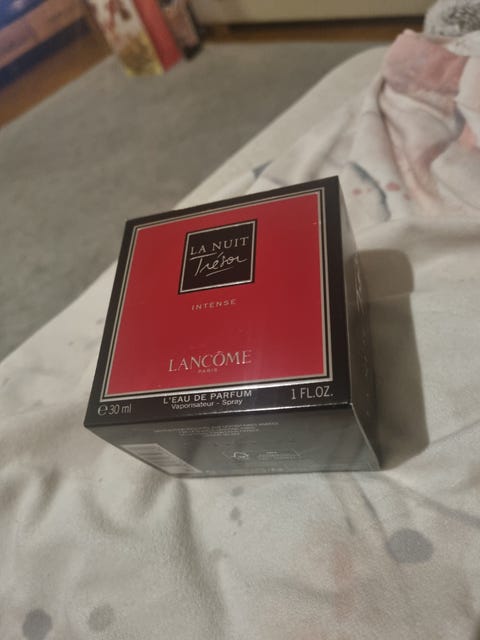 LA NUIT
Trésor
INTENSE
LANCÔME
PARIS
L'EAU DE PARFUM
℮30 ml
Vaporisateur - Spray
1 FL.OZ.